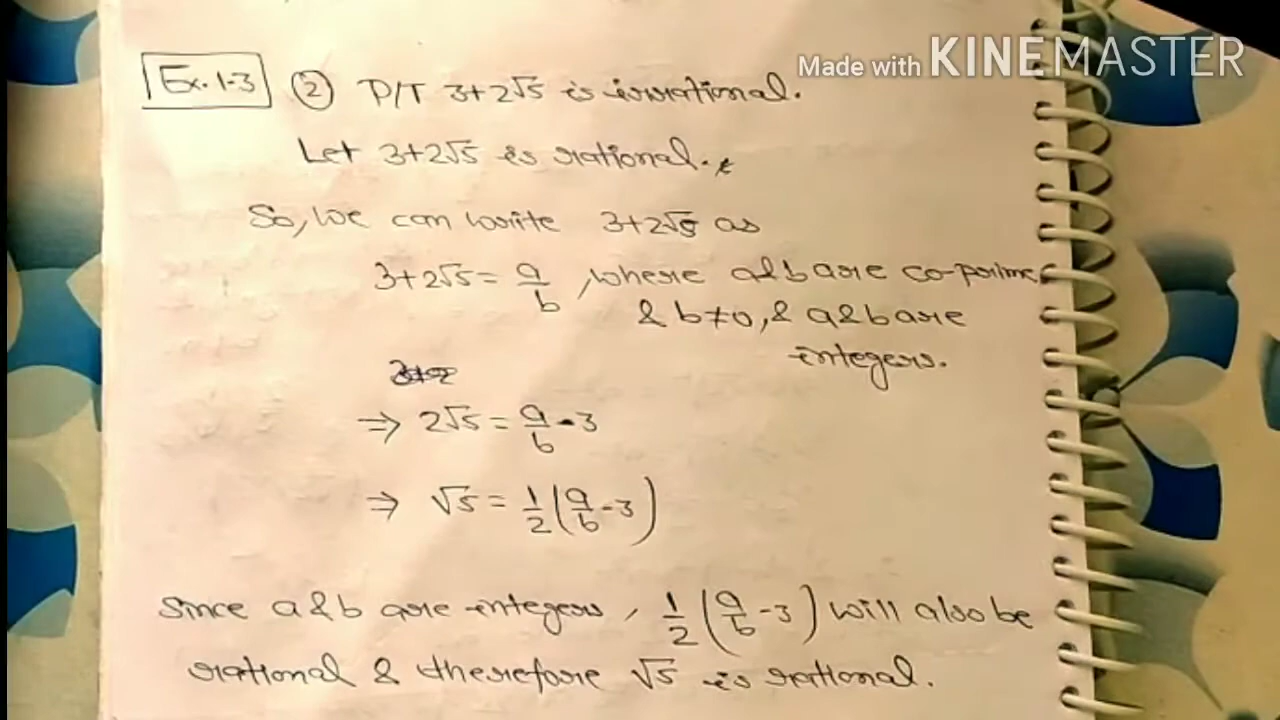 Made with KINEMASTER
Ex. 1.3 ② P/T 3+2√5 is irrational.
Let 3+2√5 is rational.
So, we can write 3+2√5 as
3+2√5 = a/b, where a & b are co-prime
& b≠0, & a & b are
integers.
⇒ 2√5 = a/b - 3
⇒ √5 = 1/2 (a/b - 3)
Since a & b are integers, 1/2 (a/b - 3) will also be
rational & therefore √5 is rational.